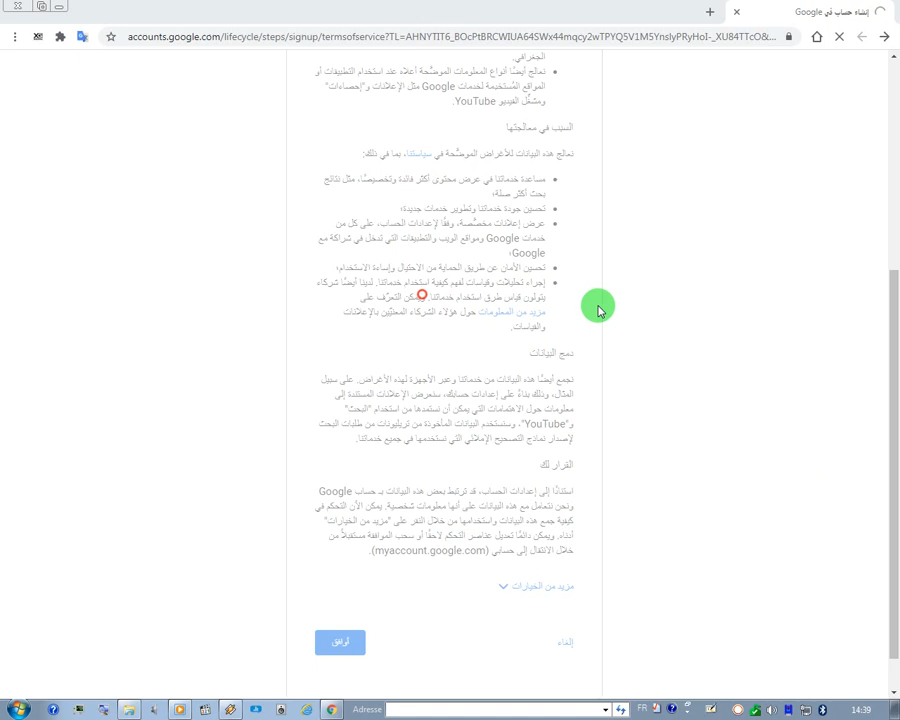 إنشاء حساب في Google
accounts.google.com/lifecycle/steps/signup/termsofservice?TL=AHNYTIT6_BOcPtBRCWIUA64SWx44mqcy2wTPYQ5V1M5YnslyPRyHoI-_XU84TTcO&...
الجغرافي.
نعالج أيضًا أنواع المعلومات الموضَّحة أعلاه عند استخدام التطبيقات أو
المواقع المُستخدِمة لخدمات Google مثل الإعلانات و"إحصاءات"
ومشغِّل الفيديو YouTube.
السبب في معالجتها
نعالج هذه البيانات للأغراض الموضَّحة في سياستنا، بما في ذلك:
مساعدة خدماتنا في عرض محتوى أكثر فائدة وتخصيصًا، مثل نتائج
بحث أكثر صلة؛
تحسين جودة خدماتنا وتطوير خدمات جديدة؛
عرض إعلانات مخصَّصة، وفقًا لإعدادات الحساب، على كل من
خدمات Google ومواقع الويب والتطبيقات التي تدخل في شراكة مع
Google؛
تحسين الأمان عن طريق الحماية من الاحتيال وإساءة الاستخدام؛
إجراء تحليلات وقياسات لفهم كيفية استخدام خدماتنا. لدينا أيضًا شركاء
يتولون قياس طرق استخدام خدماتنا. ويمكن التعرّف على
مزيد من المعلومات حول هؤلاء الشركاء المعنيّين بالإعلانات
والقياسات.
دمج البيانات
نجمع أيضًا هذه البيانات من خدماتنا وعبر الأجهزة لهذه الأغراض. على سبيل
المثال، وذلك بناءً على إعدادات حسابك، سنعرض الإعلانات المستندة إلى
معلومات حول الاهتمامات التي يمكن أن نستمدها من استخدام "البحث"
و"YouTube"، وسنستخدم البيانات المأخوذة من تريليونات من طلبات البحث
لإصدار نماذج التصحيح الإملائي التي نستخدمها في جميع خدماتنا.
القرار لك
استنادًا إلى إعدادات الحساب، قد ترتبط بعض هذه البيانات بـ حساب Google
ونحن نتعامل مع هذه البيانات على أنها معلومات شخصية. يمكن الآن التحكم في
كيفية جمع هذه البيانات واستخدامها من خلال النقر على "مزيد من الخيارات"
أدناه. ويمكن دائمًا تعديل عناصر التحكم لاحقًا أو سحب الموافقة مستقبلاً من
خلال الانتقال إلى حسابي (myaccount.google.com).
مزيد من الخيارات
إلغاء
أوافق
Adresse
FR
14:39